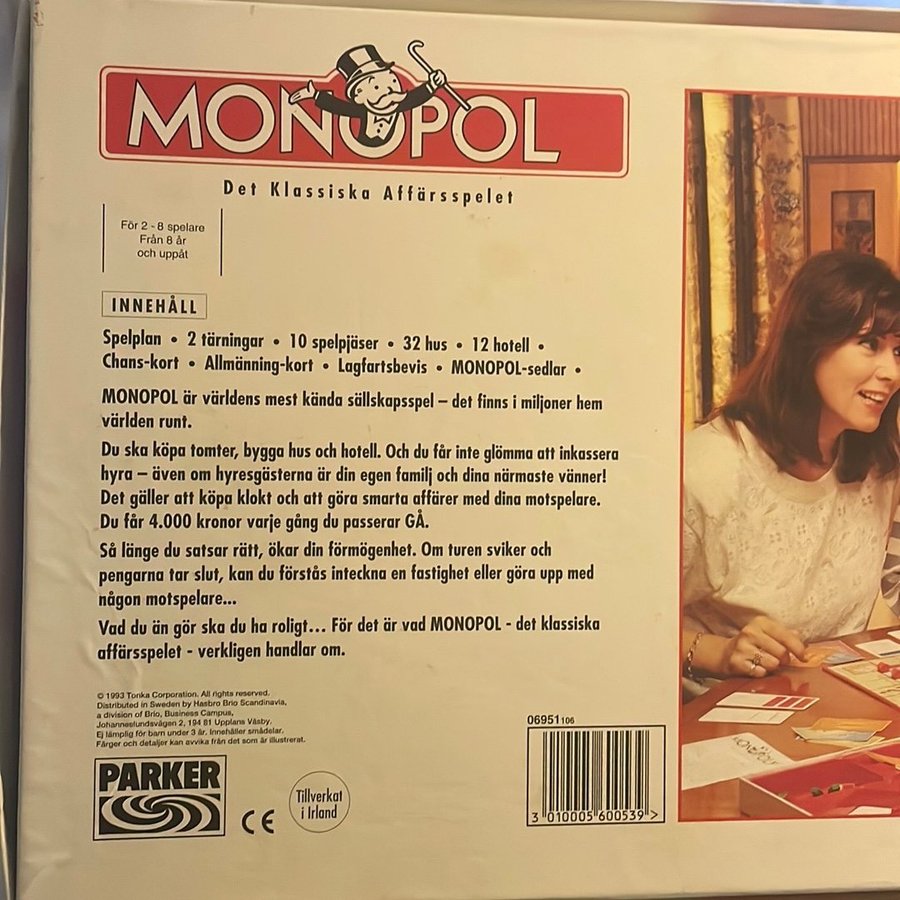 MONOPOL
Det Klassiska Affärsspelet
För 2 - 8 spelare
Från 8 år
och uppåt
INNEHÅLL
Spelplan • 2 tärningar • 10 spelpjäser • 32 hus • 12 hotell •
Chans-kort • Allmänning-kort • Lagfartsbevis • MONOPOL-sedlar •
MONOPOL är världens mest kända sällskapsspel – det finns i miljoner hem
världen runt.
Du ska köpa tomter, bygga hus och hotell. Och du får inte glömma att inkassera
hyra – även om hyresgästerna är din egen familj och dina närmaste vänner!
Det gäller att köpa klokt och att göra smarta affärer med dina motspelare.
Du får 4.000 kronor varje gång du passerar GÅ.
Så länge du satsar rätt, ökar din förmögenhet. Om turen sviker och
pengarna tar slut, kan du förstås inteckna en fastighet eller göra upp med
någon motspelare...
Vad du än gör ska du ha roligt... För det är vad MONOPOL - det klassiska
affärsspelet - verkligen handlar om.
© 1993 Tonka Corporation. All rights reserved.
Distributed in Sweden by Hasbro Brio Scandinavia,
a division of Brio, Business Campus,
Johanneslundsvägen 2, 194 81 Upplans Väsby.
Ej lämplig för barn under 3 år. Innehåller smådelar.
Färger och detaljer kan avvika från det som är illustrerat.
PARKER
CE
Tillverkat
i Irland
06951 106
3 010005 600539 >
MONOPOLY